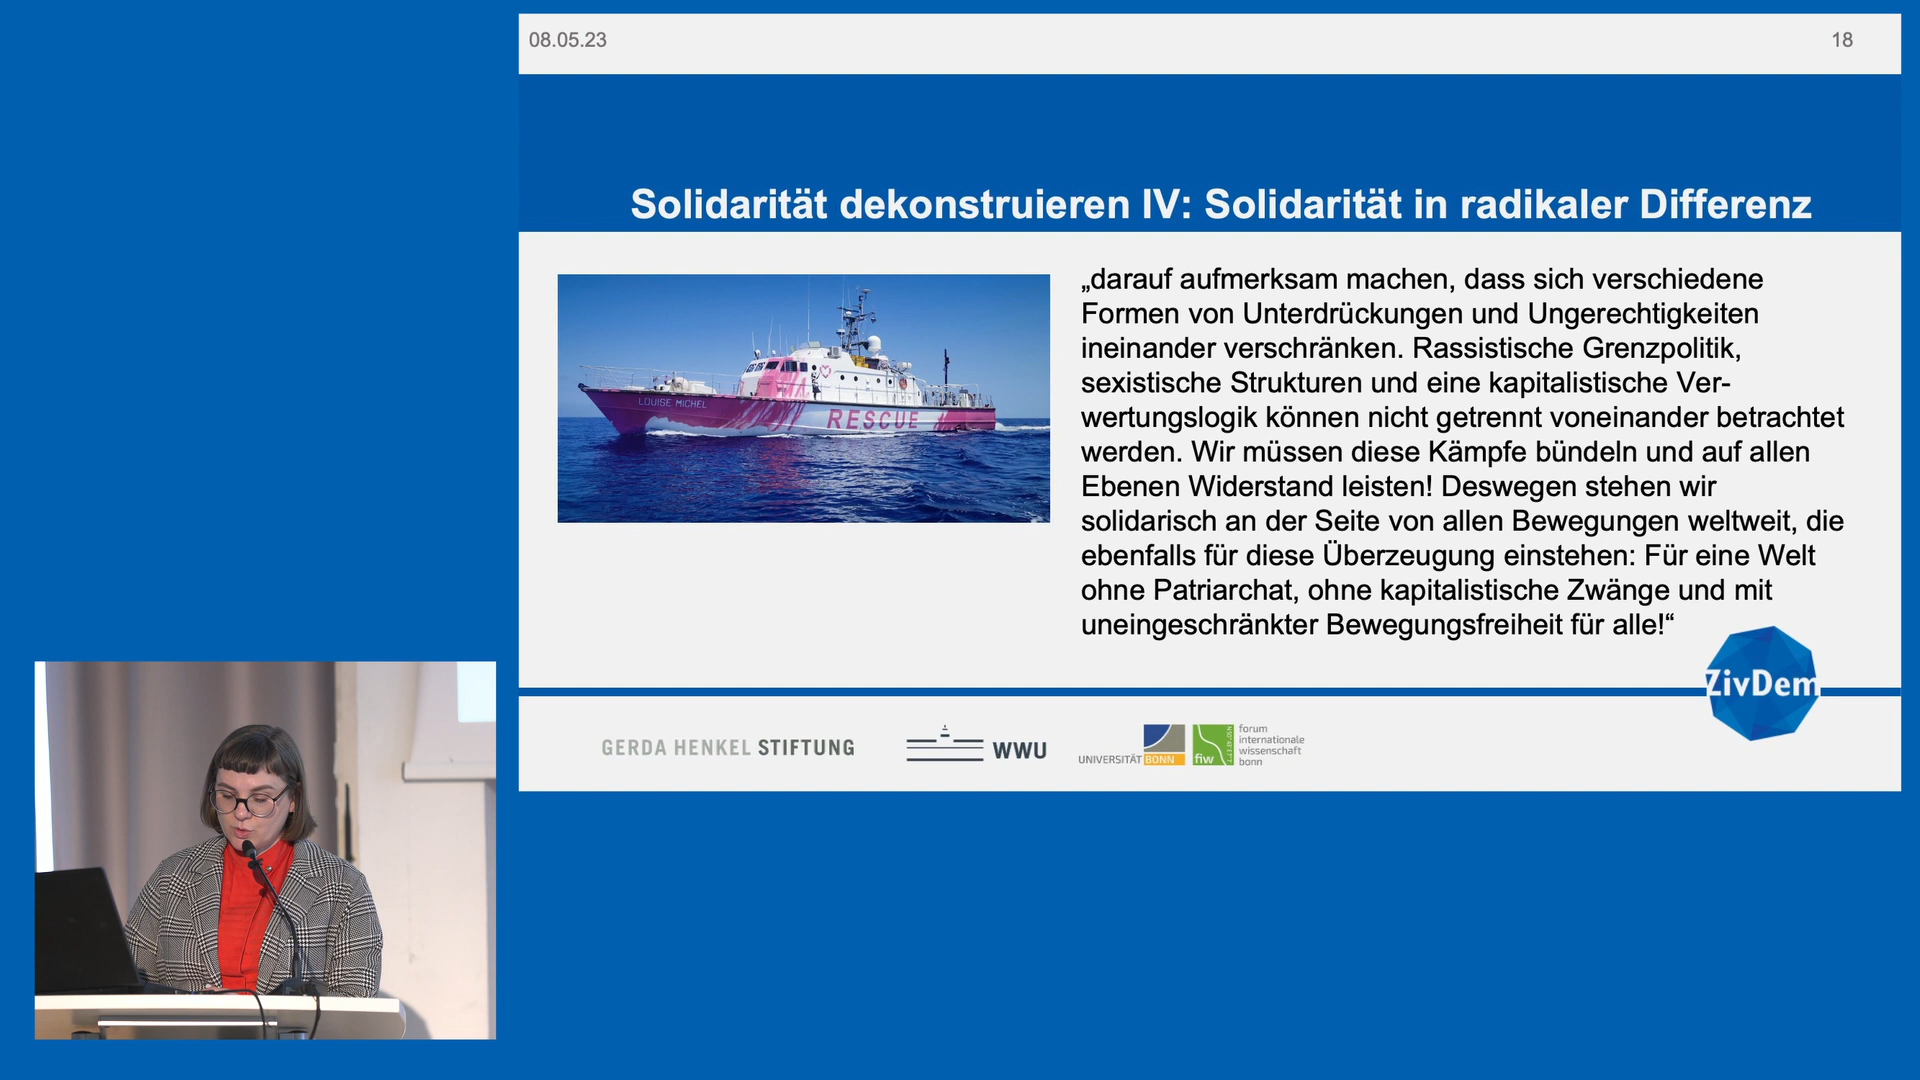 08.05.23
18
Solidarität dekonstruieren IV: Solidarität in radikaler Differenz
LOUISE MICHEL
RESCUE
„darauf aufmerksam machen, dass sich verschiedene
Formen von Unterdrückungen und Ungerechtigkeiten
ineinander verschränken. Rassistische Grenzpolitik,
sexistische Strukturen und eine kapitalistische Ver-
wertungslogik können nicht getrennt voneinander betrachtet
werden. Wir müssen diese Kämpfe bündeln und auf allen
Ebenen Widerstand leisten! Deswegen stehen wir
solidarisch an der Seite von allen Bewegungen weltweit, die
ebenfalls für diese Überzeugung einstehen: Für eine Welt
ohne Patriarchat, ohne kapitalistische Zwänge und mit
uneingeschränkter Bewegungsfreiheit für alle!“
ZivDem
GERDA HENKEL STIFTUNG
WWU
UNIVERSITÄT BONN
fiw
forum
internationale
wissenschaft
bonn